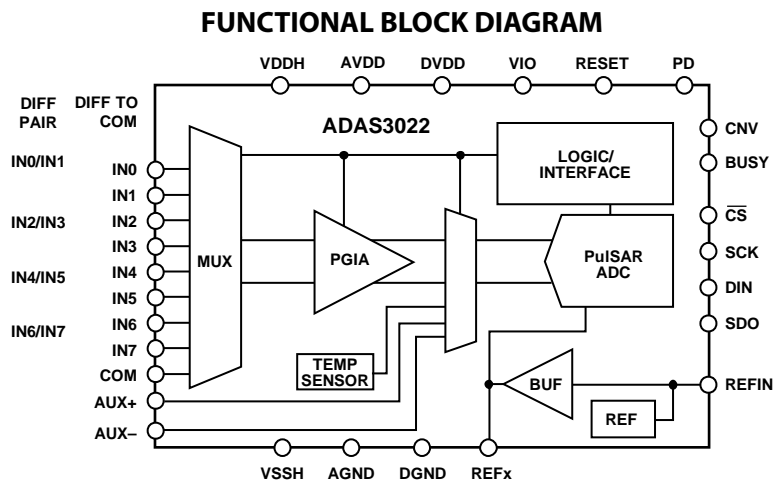 FUNCTIONAL BLOCK DIAGRAM
VDDH AVDD DVDD VIO RESET PD
DIFF
PAIR
DIFF TO
COM
ADAS3022
IN0/IN1
IN2/IN3
IN4/IN5
IN6/IN7
IN0
IN1
IN2
IN3
IN4
IN5
IN6
IN7
COM
AUX+
AUX–
MUX
PGIA
TEMP
SENSOR
LOGIC/
INTERFACE
PulSAR
ADC
BUF
REF
CNV
BUSY
CS
SCK
DIN
SDO
REFIN
VSSH AGND DGND REFx